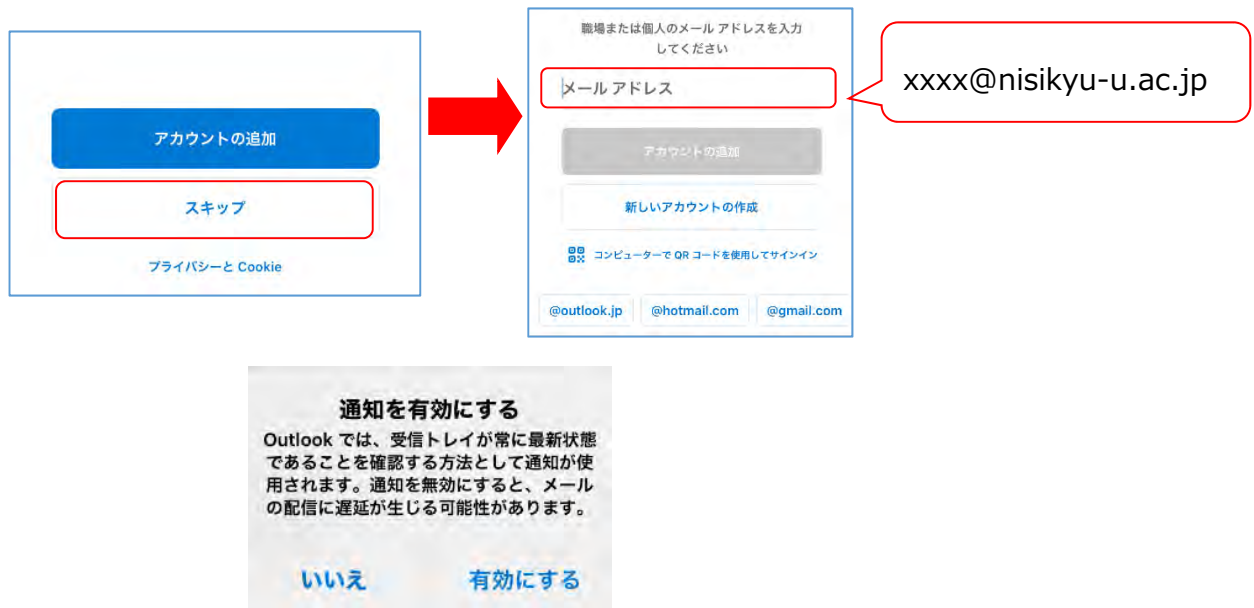 アカウントの追加
スキップ
プライバシーと Cookie
職場または個人のメール アドレスを入力
してください
メール アドレス
アカウントの追加
新しいアカウントの作成
コンピューターで QR コードを使用してサインイン
@outlook.jp @hotmail.com @gmail.com
xxxx@nisikyu-u.ac.jp
通知を有効にする
Outlook では、受信トレイが常に最新状態
であることを確認する方法として通知が使
用されます。通知を無効にすると、メール
の配信に遅延が生じる可能性があります。
いいえ 有効にする